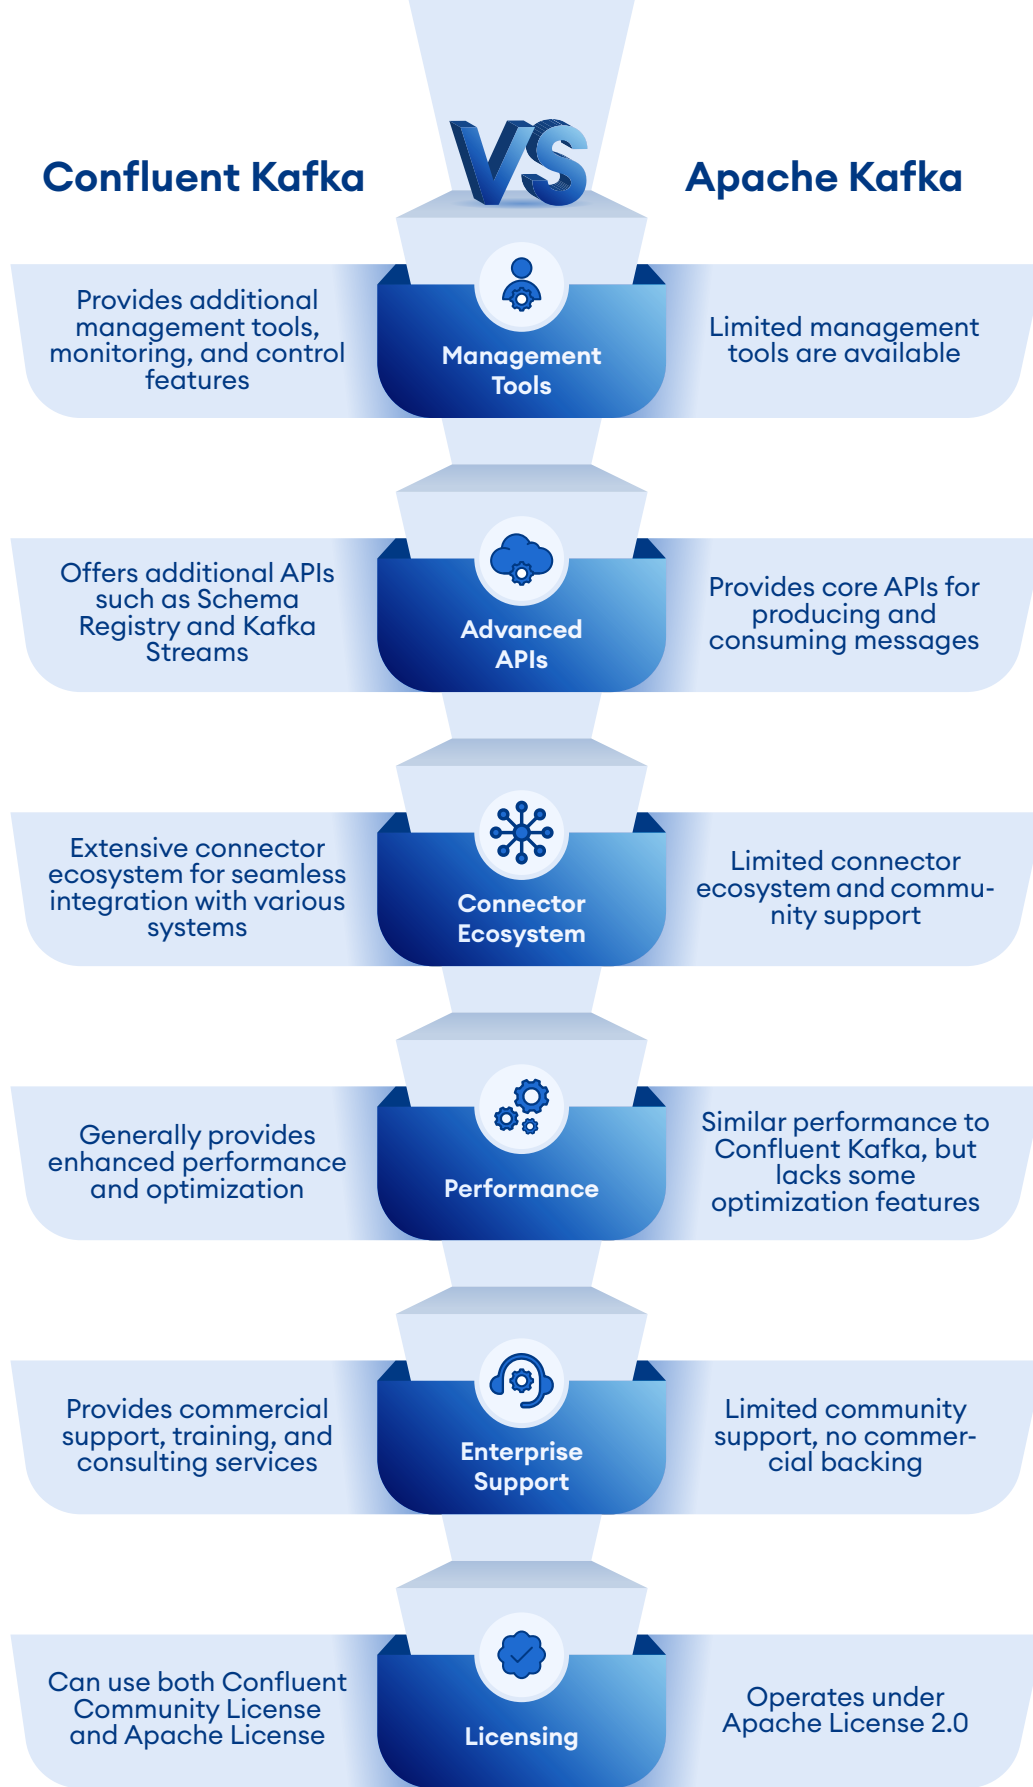 VS
Confluent Kafka
Apache Kafka
Provides additional
management tools,
monitoring, and control
features
Management
Tools
Limited management
tools are available
Offers additional APIs
such as Schema
Registry and Kafka
Streams
Advanced
APIs
Provides core APIs for
producing and
consuming messages
Extensive connector
ecosystem for seamless
integration with various
systems
Connector
Ecosystem
Limited connector
ecosystem and commu-
nity support
Generally provides
enhanced performance
and optimization
Performance
Similar performance to
Confluent Kafka, but
lacks some
optimization features
Provides commercial
support, training, and
consulting services
Enterprise
Support
Limited community
support, no commer-
cial backing
Can use both Confluent
Community License
and Apache License
Licensing
Operates under
Apache License 2.0